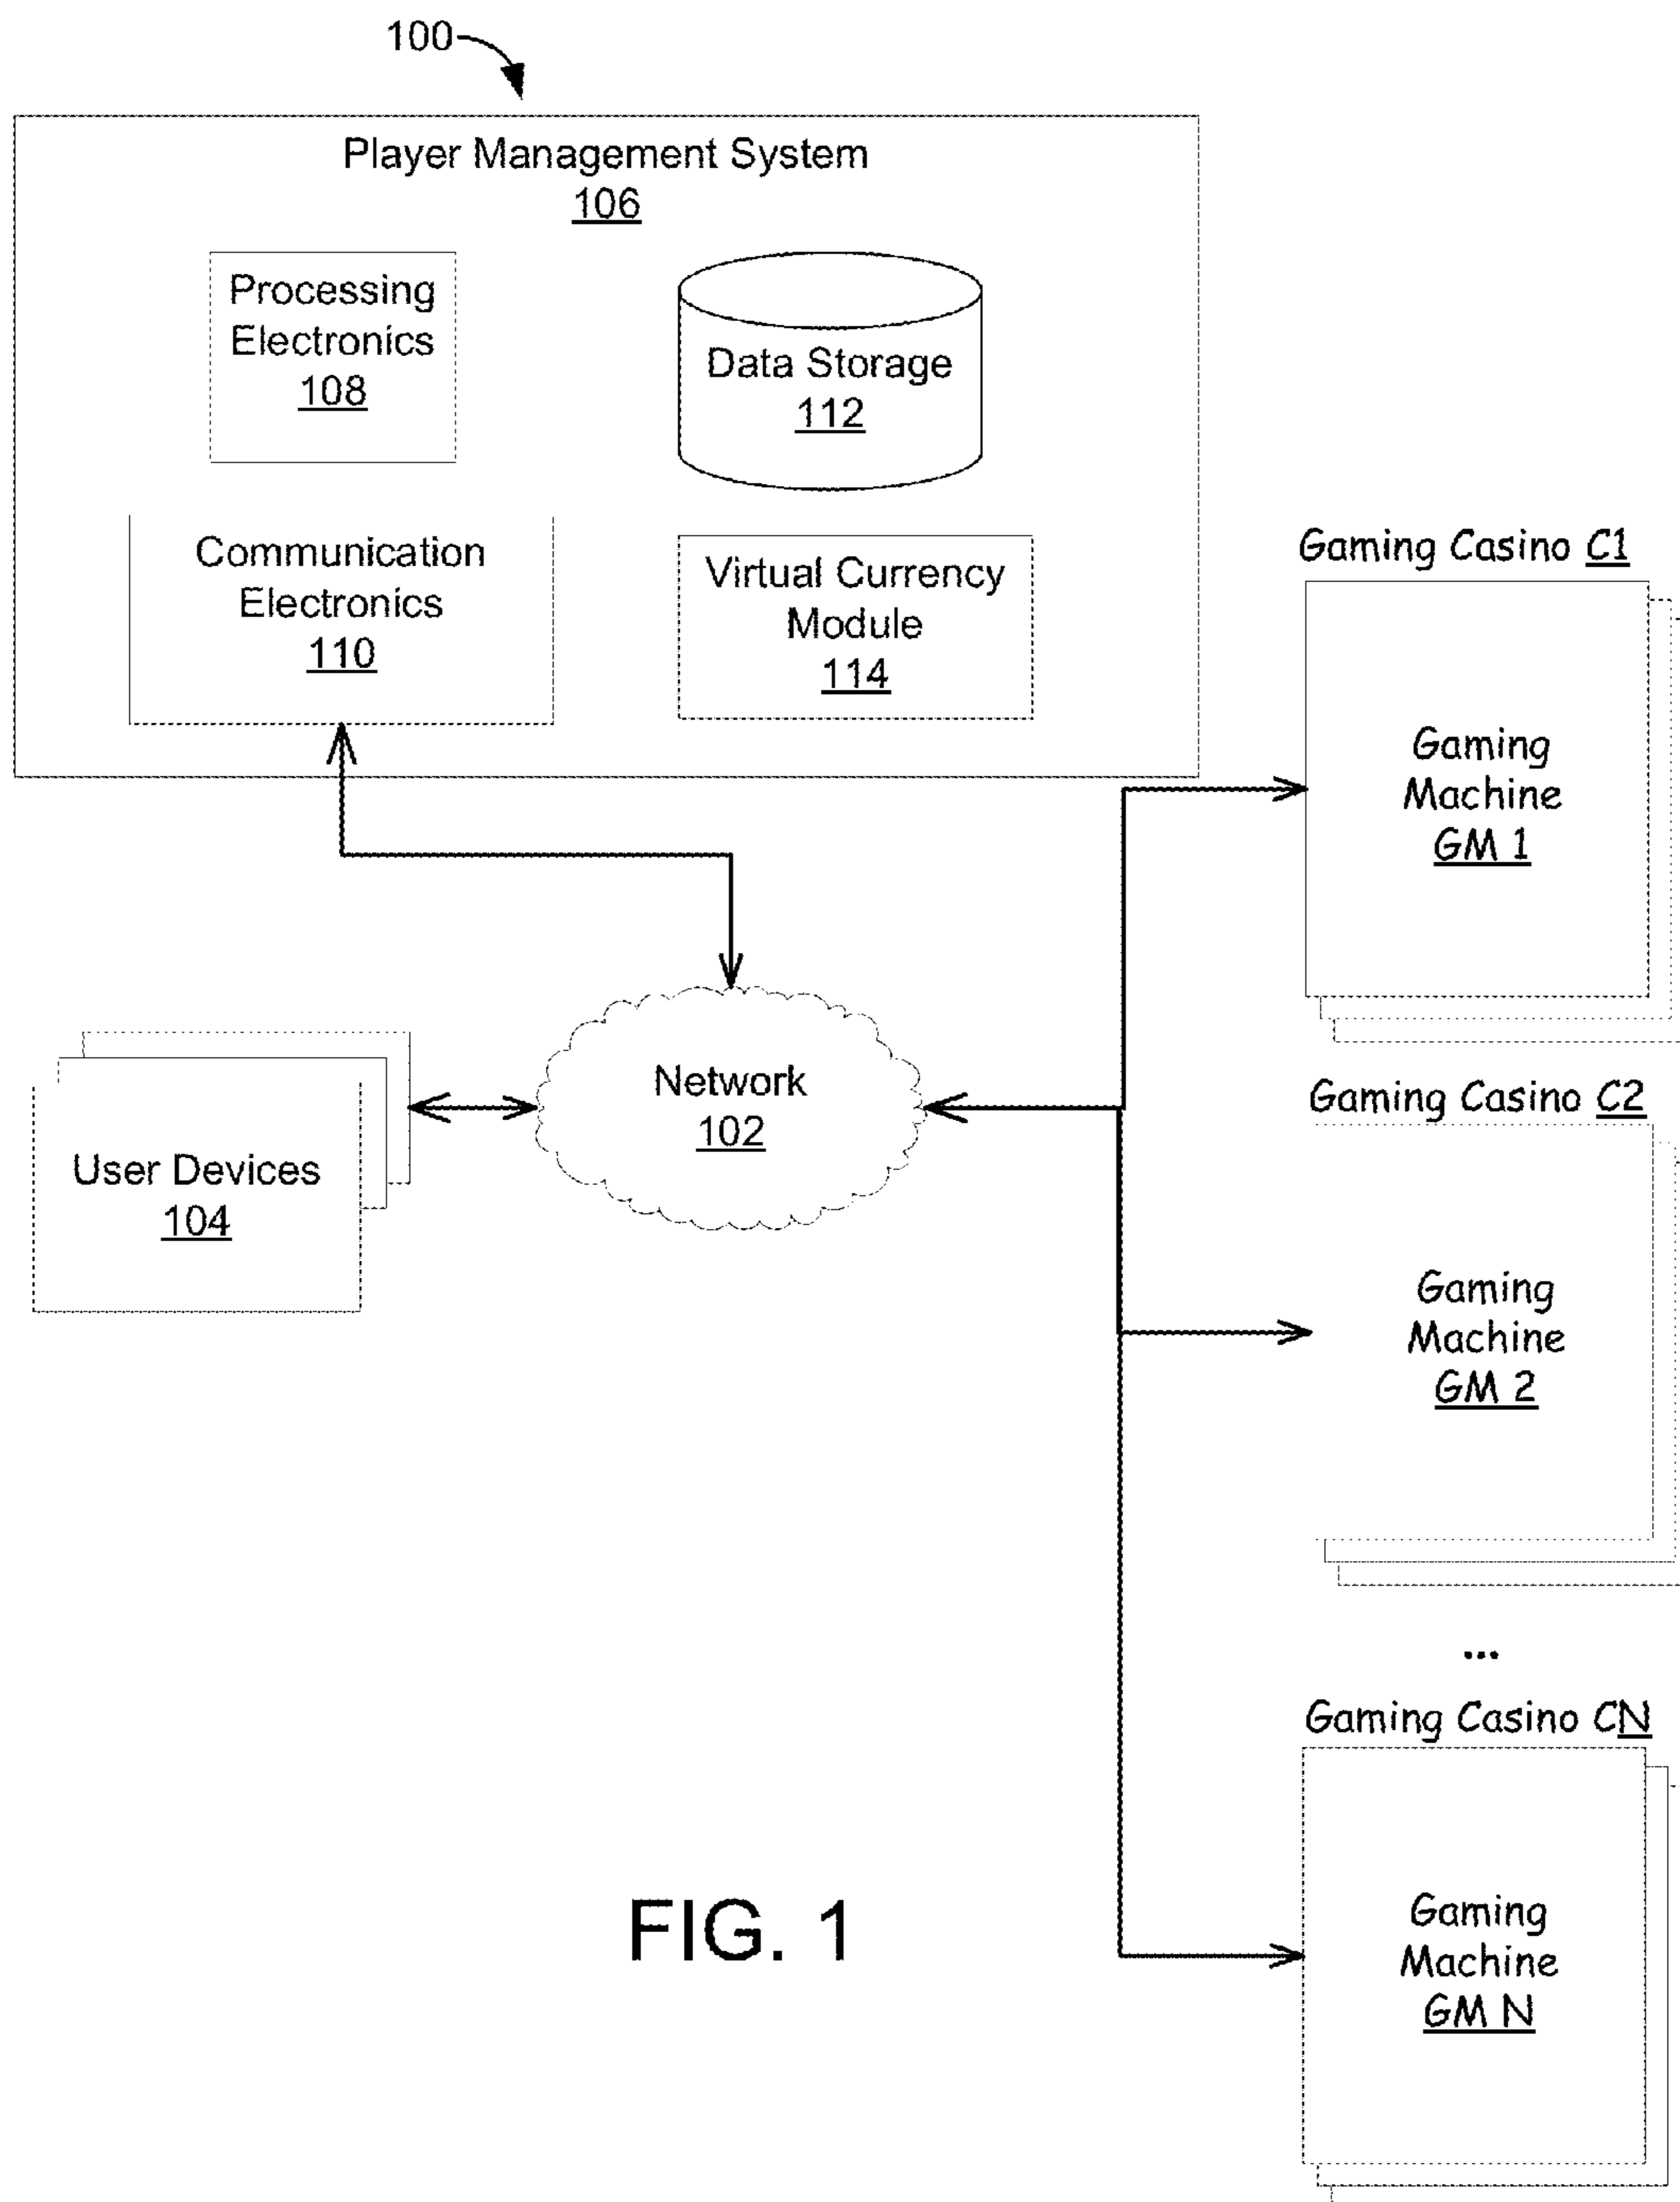 100
Player Management System
106
Processing
Electronics
108
Data Storage
112
Communication
Electronics
110
Virtual Currency
Module
114
Gaming Casino C1
Gaming
Machine
GM 1
Network
102
User Devices
104
Gaming Casino C2
Gaming
Machine
GM 2
...
Gaming Casino CN
Gaming
Machine
GM N
FIG. 1